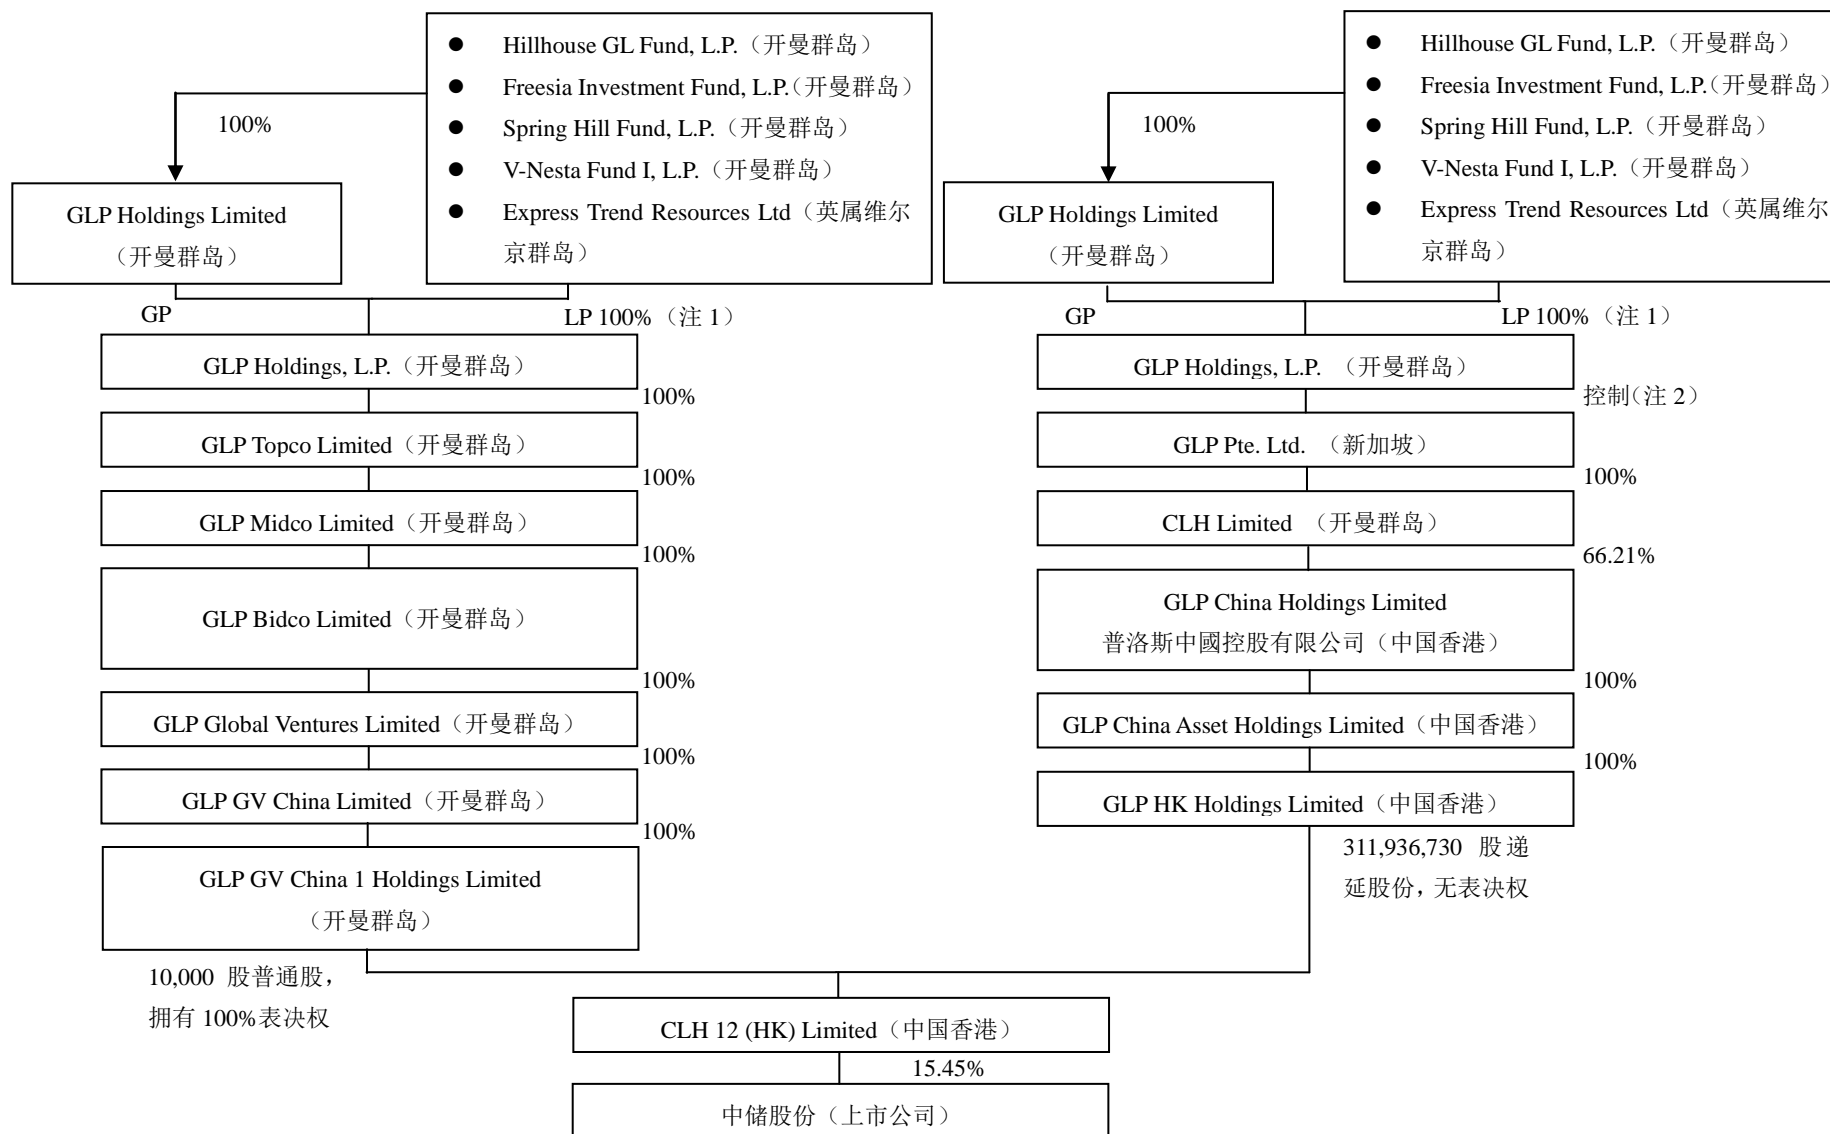 ● Hillhouse GL Fund, L.P.（开曼群岛）
● Freesia Investment Fund, L.P.（开曼群岛）
● Spring Hill Fund, L.P.（开曼群岛）
● V-Nesta Fund I, L.P.（开曼群岛）
● Express Trend Resources Ltd（英属维尔
京群岛）
100%
GLP Holdings Limited
（开曼群岛）
GP
LP 100%（注 1）
GLP Holdings, L.P.（开曼群岛）
100%
GLP Topco Limited（开曼群岛）
100%
GLP Midco Limited（开曼群岛）
100%
GLP Bidco Limited（开曼群岛）
100%
GLP Global Ventures Limited（开曼群岛）
100%
GLP GV China Limited（开曼群岛）
100%
GLP GV China 1 Holdings Limited
（开曼群岛）
10,000 股普通股，
拥有 100%表决权
● Hillhouse GL Fund, L.P.（开曼群岛）
● Freesia Investment Fund, L.P.（开曼群岛）
● Spring Hill Fund, L.P.（开曼群岛）
● V-Nesta Fund I, L.P.（开曼群岛）
● Express Trend Resources Ltd（英属维尔
京群岛）
100%
GLP Holdings Limited
（开曼群岛）
GP
LP 100%（注 1）
GLP Holdings, L.P. （开曼群岛）
控制（注 2）
GLP Pte. Ltd. （新加坡）
100%
CLH Limited （开曼群岛）
66.21%
GLP China Holdings Limited
普洛斯中國控股有限公司（中国香港）
100%
GLP China Asset Holdings Limited（中国香港）
100%
GLP HK Holdings Limited（中国香港）
311,936,730 股递
延股份，无表决权
CLH 12 (HK) Limited（中国香港）
15.45%
中储股份（上市公司）